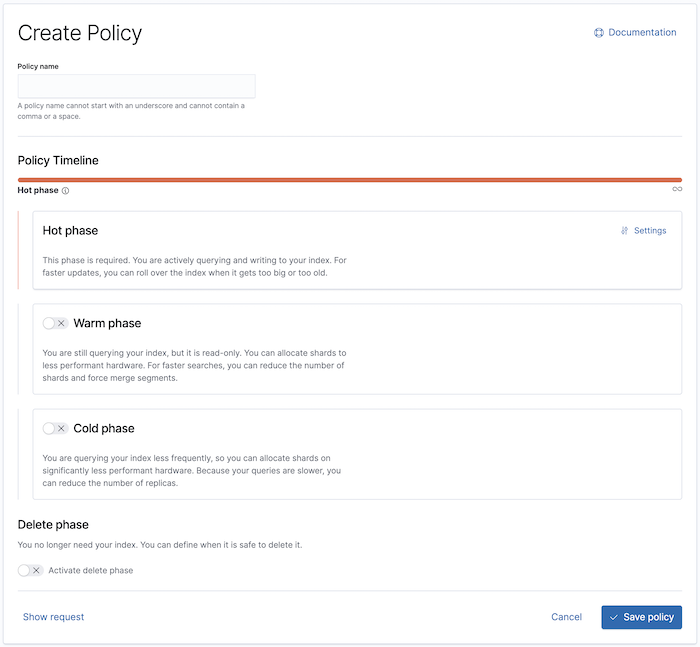 Create Policy
Documentation
Policy name
A policy name cannot start with an underscore and cannot contain a
comma or a space.
Policy Timeline
Hot phase
Hot phase
Settings
This phase is required. You are actively querying and writing to your index. For
faster updates, you can roll over the index when it gets too big or too old.
Warm phase
You are still querying your index, but it is read-only. You can allocate shards to
less performant hardware. For faster searches, you can reduce the number of
shards and force merge segments.
Cold phase
You are querying your index less frequently, so you can allocate shards on
significantly less performant hardware. Because your queries are slower, you
can reduce the number of replicas.
Delete phase
You no longer need your index. You can define when it is safe to delete it.
Activate delete phase
Show request
Cancel
Save policy